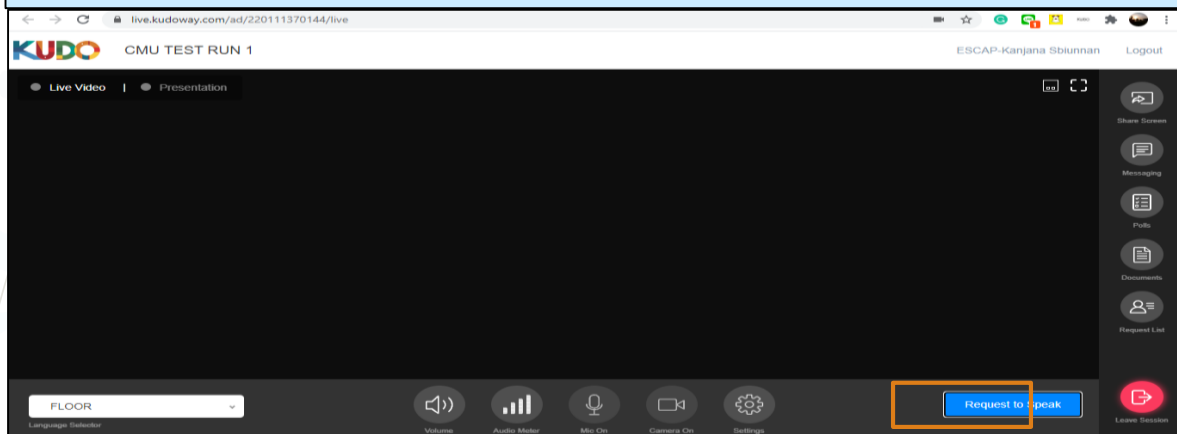 live.kudoway.com/ad/220111370144/live
KUDO CMU TEST RUN 1 ESCAP-Kanjana Sbiunnan Logout
Live Video | Presentation
Share Screen
Messaging
Polls
Documents
Request List
FLOOR
Language Selector
Volume Audio Meter Mic On Camera On Settings
Request to Speak
Leave Session